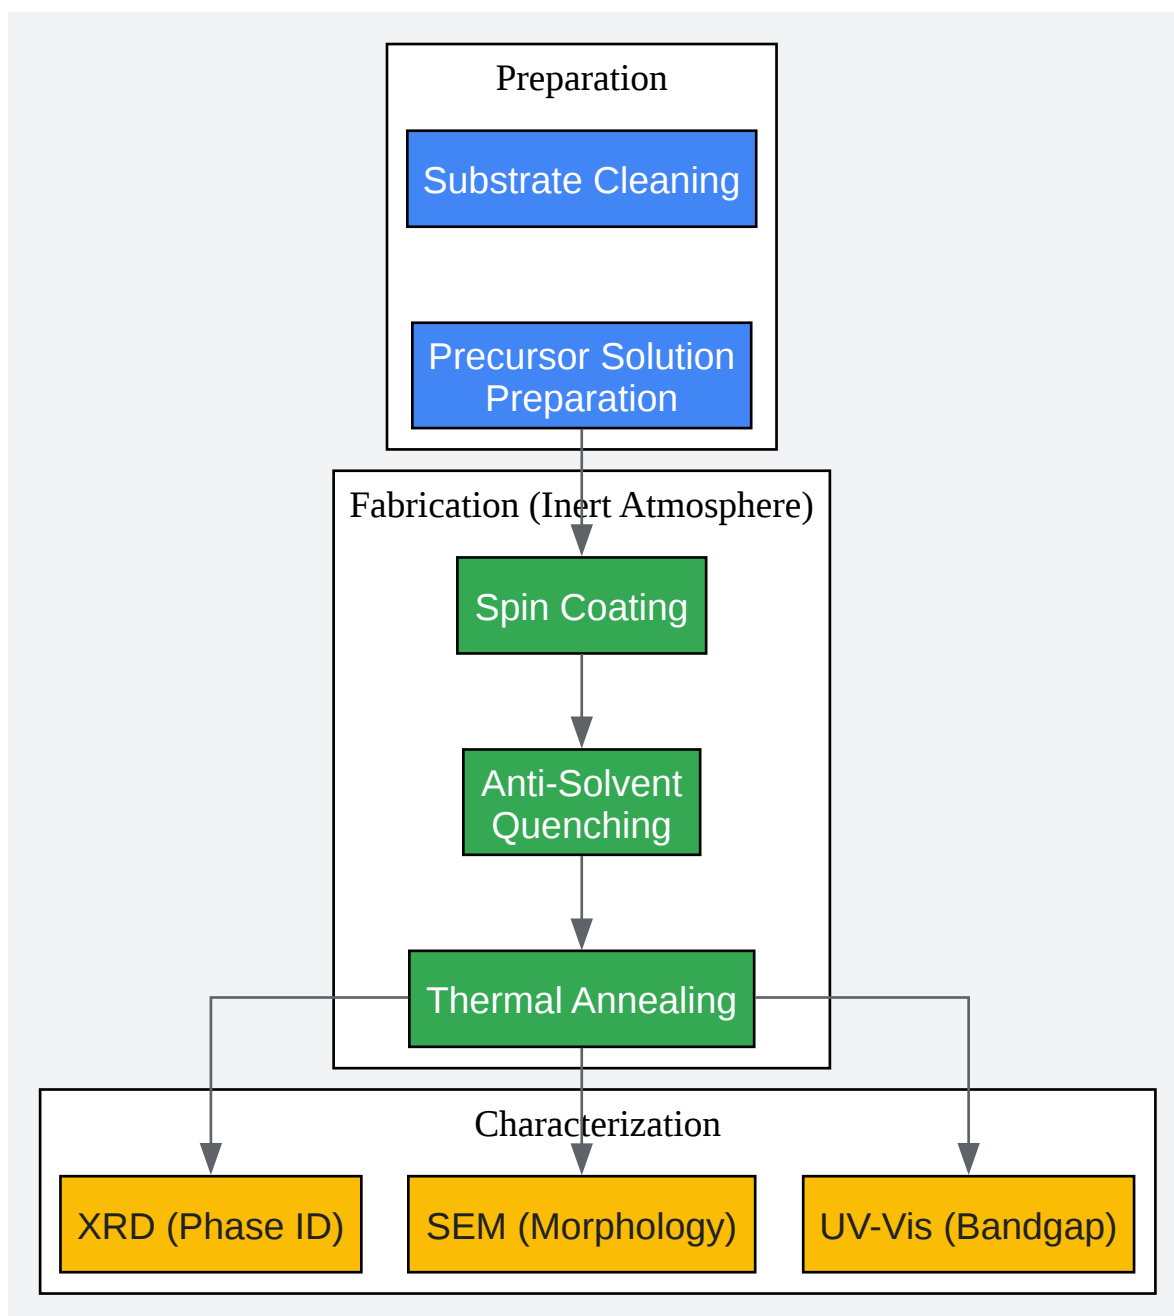 Preparation
Substrate Cleaning
Precursor Solution
Preparation
Fabrication (Inert Atmosphere)
Spin Coating
Anti-Solvent
Quenching
Thermal Annealing
Characterization
XRD (Phase ID)
SEM (Morphology)
UV-Vis (Bandgap)